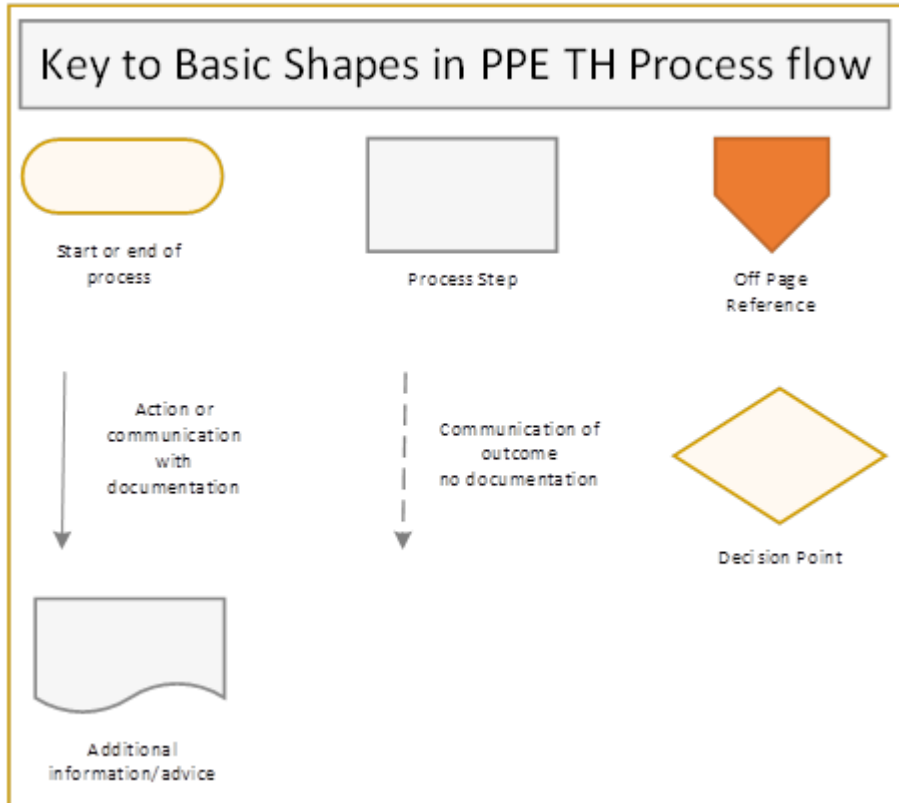 Key to Basic Shapes in PPE TH Process flow
Start or end of
process
Process Step
Off Page
Reference
Action or
communication
with
documentation
Communication of
outcome
no documentation
Decision Point
Additional
information/advice